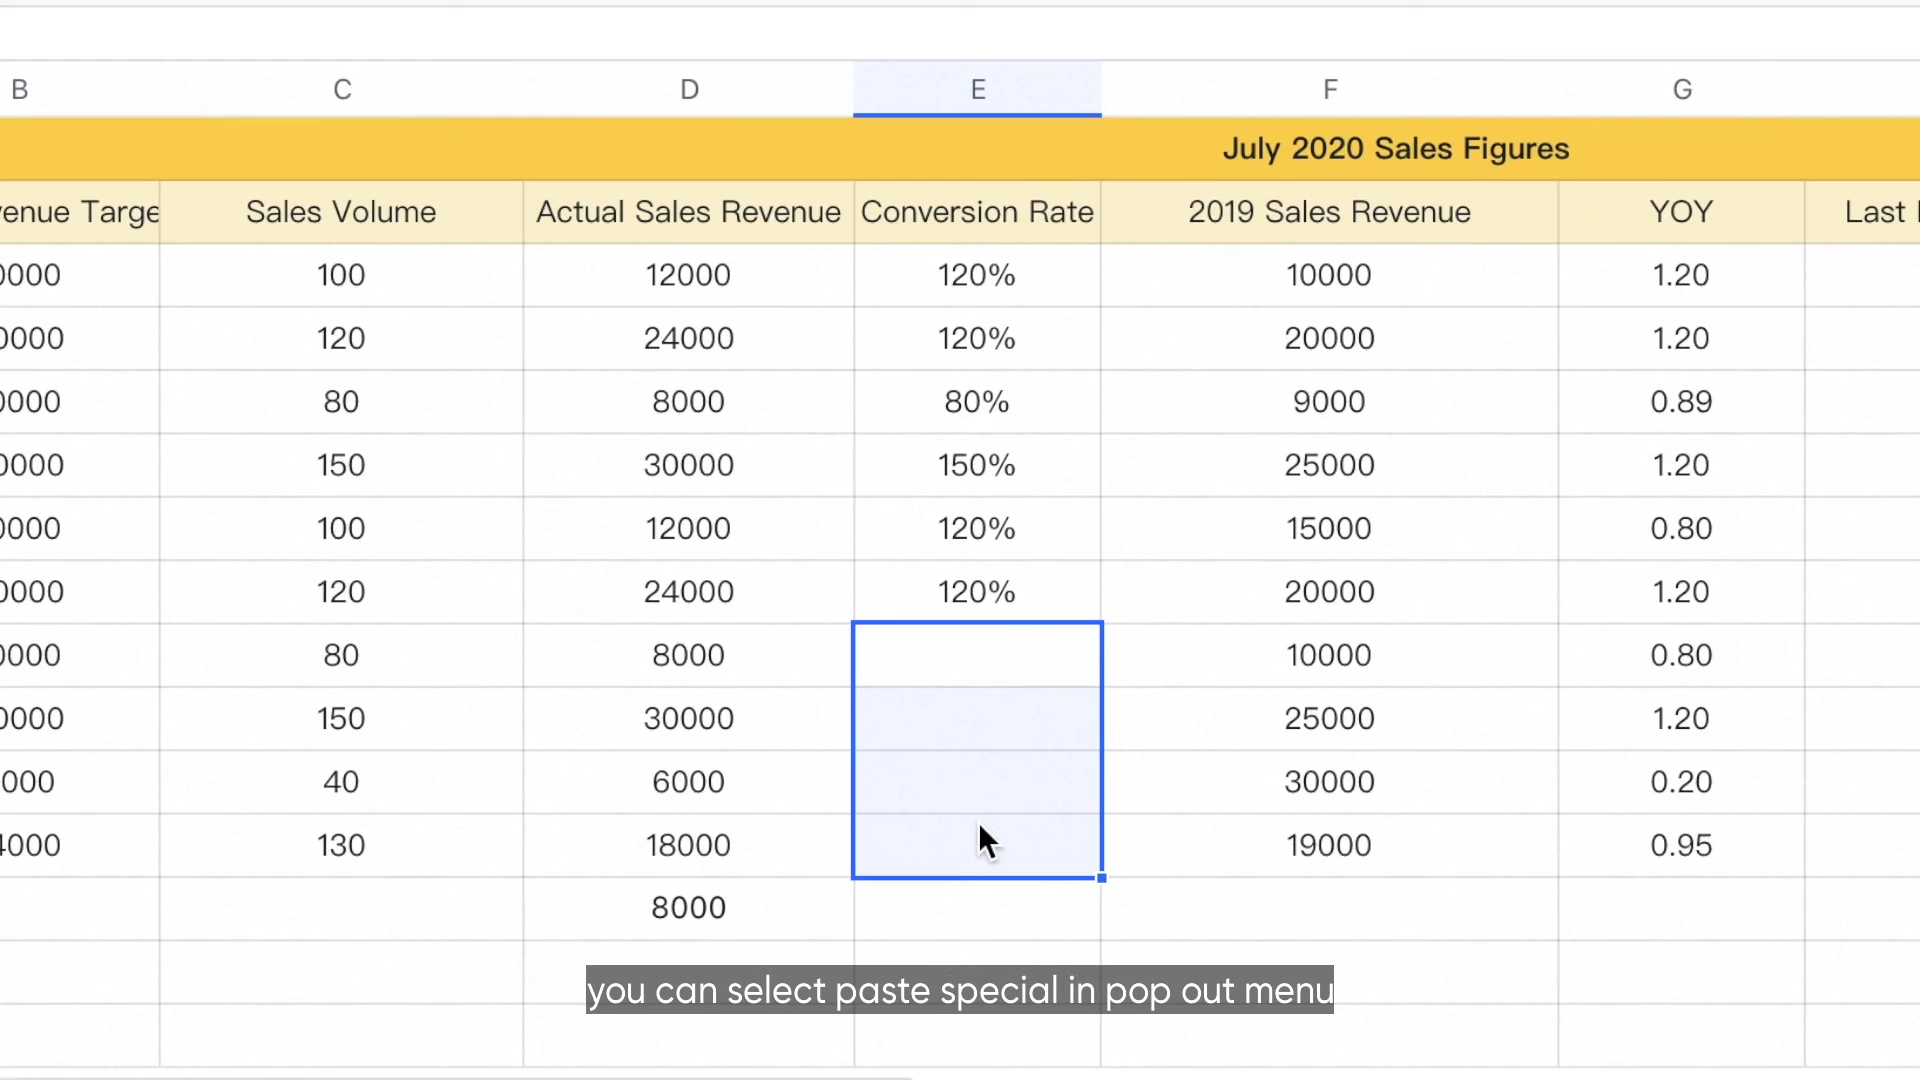 B C D E F G
July 2020 Sales Figures
venue Targe Sales Volume Actual Sales Revenue Conversion Rate 2019 Sales Revenue YOY Last
0000 100 12000 120% 10000 1.20
0000 120 24000 120% 20000 1.20
0000 80 8000 80% 9000 0.89
0000 150 30000 150% 25000 1.20
0000 100 12000 120% 15000 0.80
0000 120 24000 120% 20000 1.20
0000 80 8000 10000 0.80
0000 150 30000 25000 1.20
000 40 6000 30000 0.20
4000 130 18000 19000 0.95
8000
you can select paste special in pop out menu